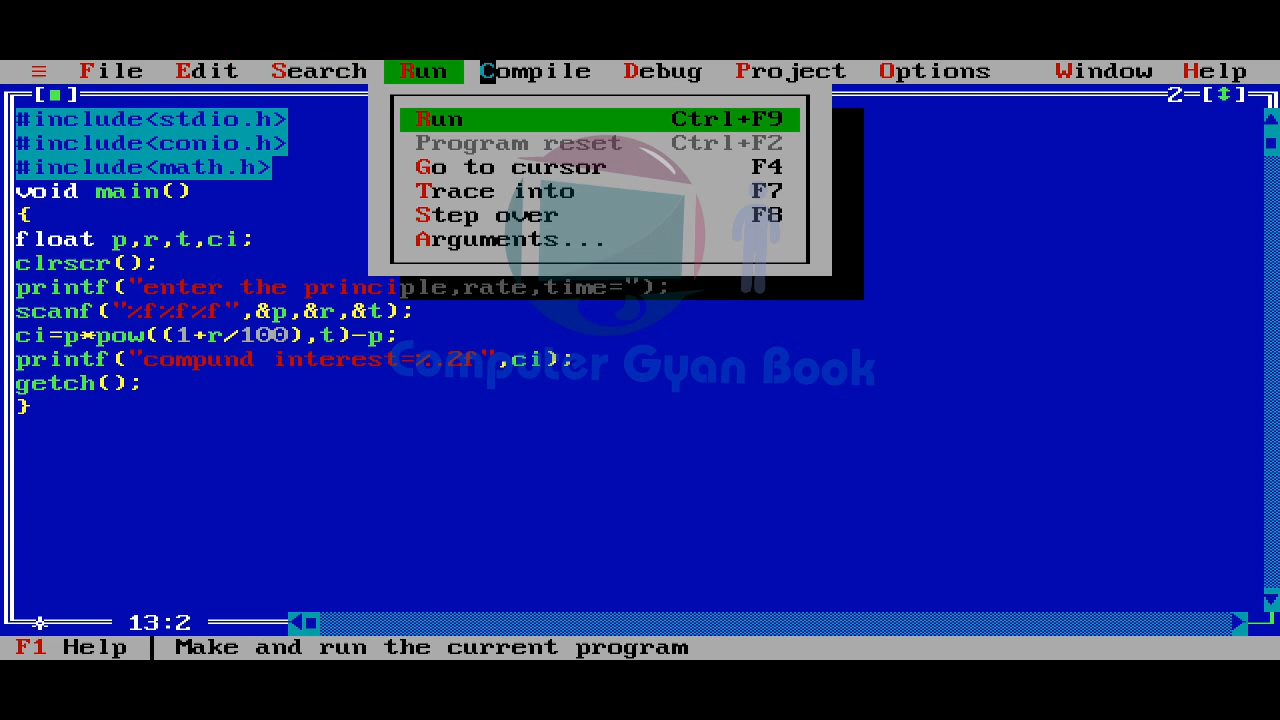 ≡ File Edit Search Run Compile Debug Project Options Window Help
[■] 2=[↕]
Run Ctrl+F9
Program reset Ctrl+F2
Go to cursor F4
Trace into F7
Step over F8
Arguments...
#include<stdio.h>
#include<conio.h>
#include<math.h>
void main()
{
float p,r,t,ci;
clrscr();
printf("enter the principle,rate,time=");
scanf("%f%f%f",&p,&r,&t);
ci=p*pow((1+r/100),t)-p;
printf("compund interest=%.2f",ci);
getch();
}
Computer Gyan Book
13:2
F1 Help | Make and run the current program